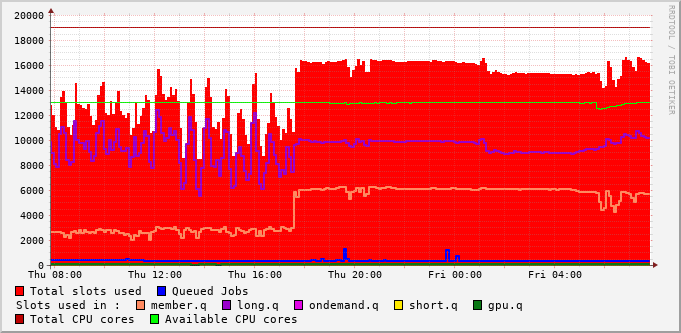 20000
18000
16000
14000
12000
10000
8000
6000
4000
2000
0
Thu 08:00 Thu 12:00 Thu 16:00 Thu 20:00 Fri 00:00 Fri 04:00
Total slots used Queued Jobs
Slots used in : member.q long.q ondemand.q short.q gpu.q
Total CPU cores Available CPU cores
RRDTOOL / TOBI OETIKER